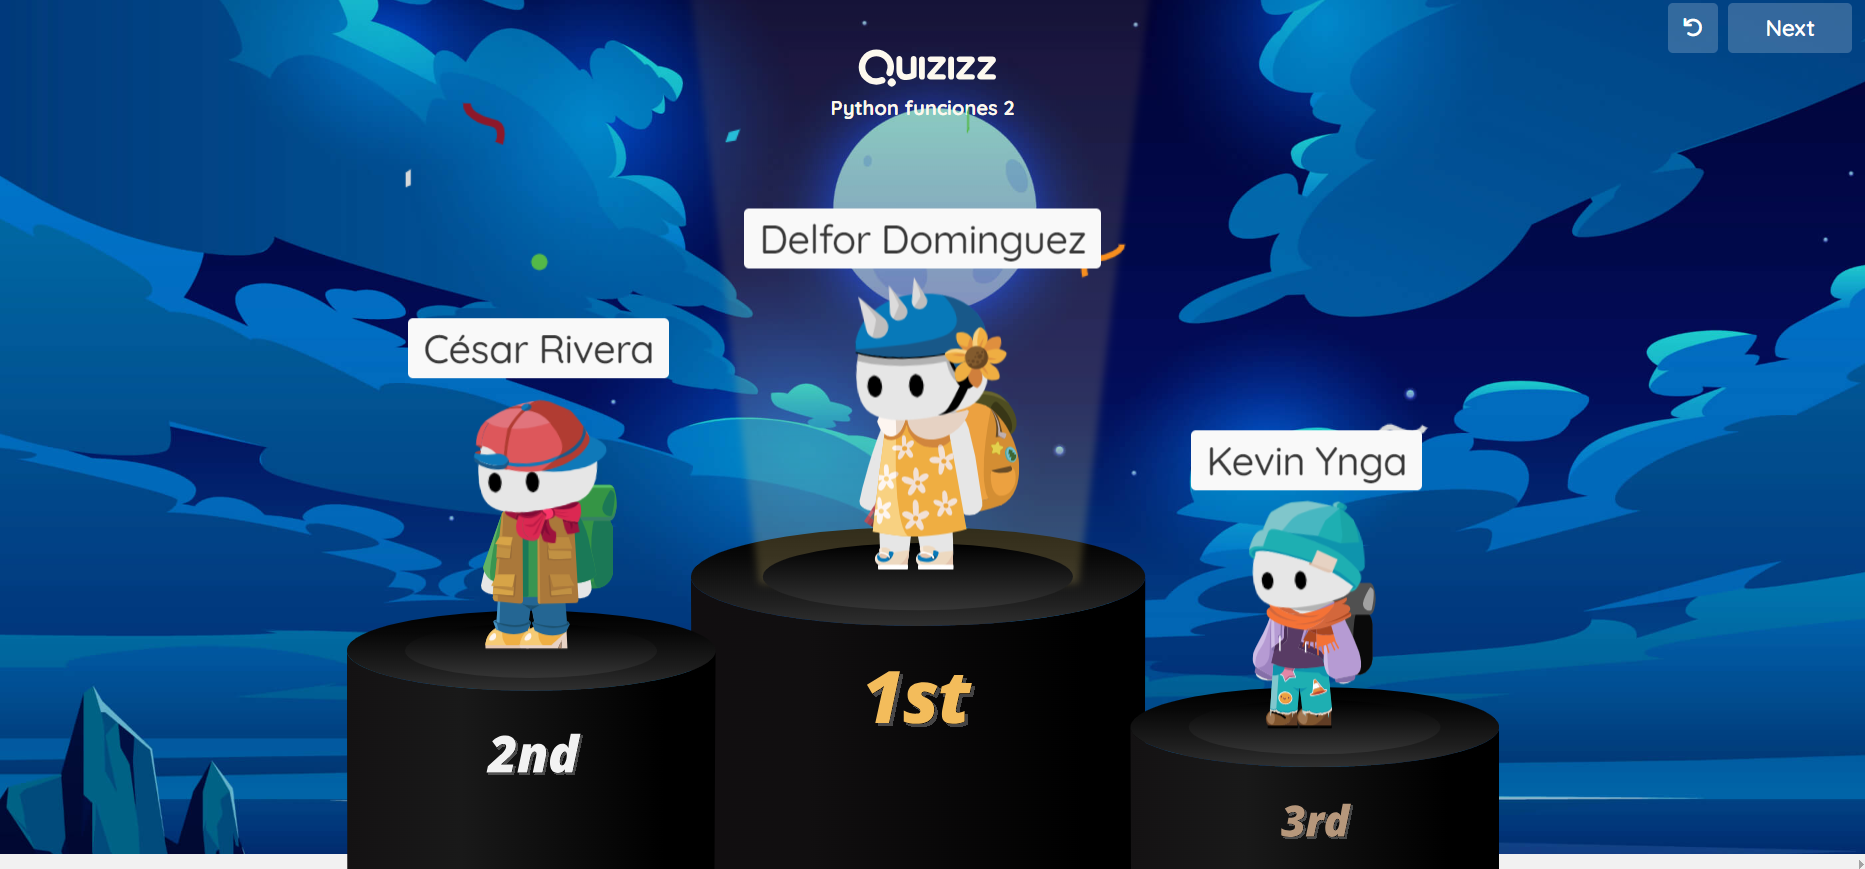 Next
Quizizz
Python funciones 2
Delfor Dominguez
César Rivera
Kevin Ynga
1st
2nd
3rd